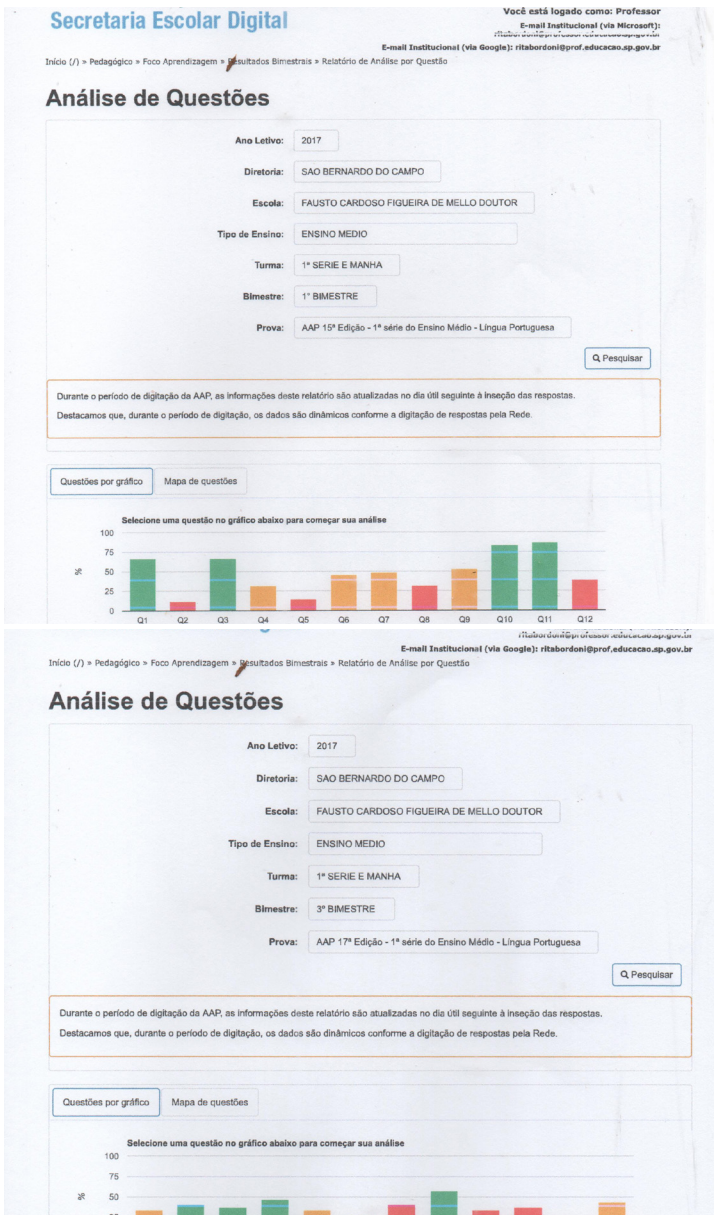 Secretaria Escolar Digital
Você está logado como: Professor
E-mail Institucional (via Microsoft):
E-mail Institucional (via Google): ritabordoni@prof.educacao.sp.gov.br
Início (/) » Pedagógico » Foco Aprendizagem » Resultados Bimestrais » Relatório de Análise por Questão
Análise de Questões
Ano Letivo: 2017
Diretoria: SAO BERNARDO DO CAMPO
Escola: FAUSTO CARDOSO FIGUEIRA DE MELLO DOUTOR
Tipo de Ensino: ENSINO MEDIO
Turma: 1ª SERIE E MANHA
Bimestre: 1° BIMESTRE
Prova: AAP 15ª Edição - 1ª série do Ensino Médio - Língua Portuguesa
Pesquisar
Durante o período de digitação da AAP, as informações deste relatório são atualizadas no dia útil seguinte à inseção das respostas.
Destacamos que, durante o período de digitação, os dados são dinâmicos conforme a digitação de respostas pela Rede.
Questões por gráfico Mapa de questões
Selecione uma questão no gráfico abaixo para começar sua análise
100
75
% 50
25
0
Q1 Q2 Q3 Q4 Q5 Q6 Q7 Q8 Q9 Q10 Q11 Q12
E-mail Institucional (via Google): ritabordoni@prof.educacao.sp.gov.br
Início (/) » Pedagógico » Foco Aprendizagem » Resultados Bimestrais » Relatório de Análise por Questão
Análise de Questões
Ano Letivo: 2017
Diretoria: SAO BERNARDO DO CAMPO
Escola: FAUSTO CARDOSO FIGUEIRA DE MELLO DOUTOR
Tipo de Ensino: ENSINO MEDIO
Turma: 1ª SERIE E MANHA
Bimestre: 3° BIMESTRE
Prova: AAP 17ª Edição - 1ª série do Ensino Médio - Língua Portuguesa
Pesquisar
Durante o período de digitação da AAP, as informações deste relatório são atualizadas no dia útil seguinte à inseção das respostas.
Destacamos que, durante o período de digitação, os dados são dinâmicos conforme a digitação de respostas pela Rede.
Questões por gráfico Mapa de questões
Selecione uma questão no gráfico abaixo para começar sua análise
100
75
% 50